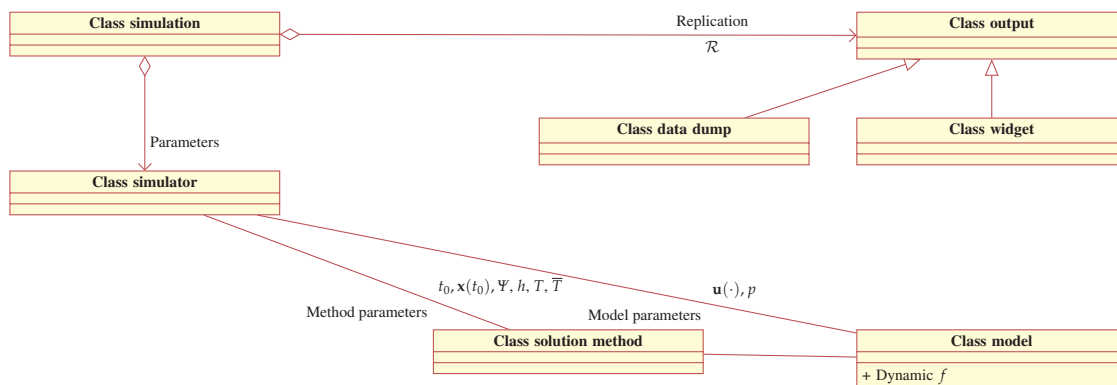 Class simulation
Replication
Class output
ℛ
Class data dump
Class widget
Parameters
Class simulator
t₀, x(t₀), Ψ, h, T, T̅
u(·), p
Method parameters
Model parameters
Class solution method
Class model
+ Dynamic f